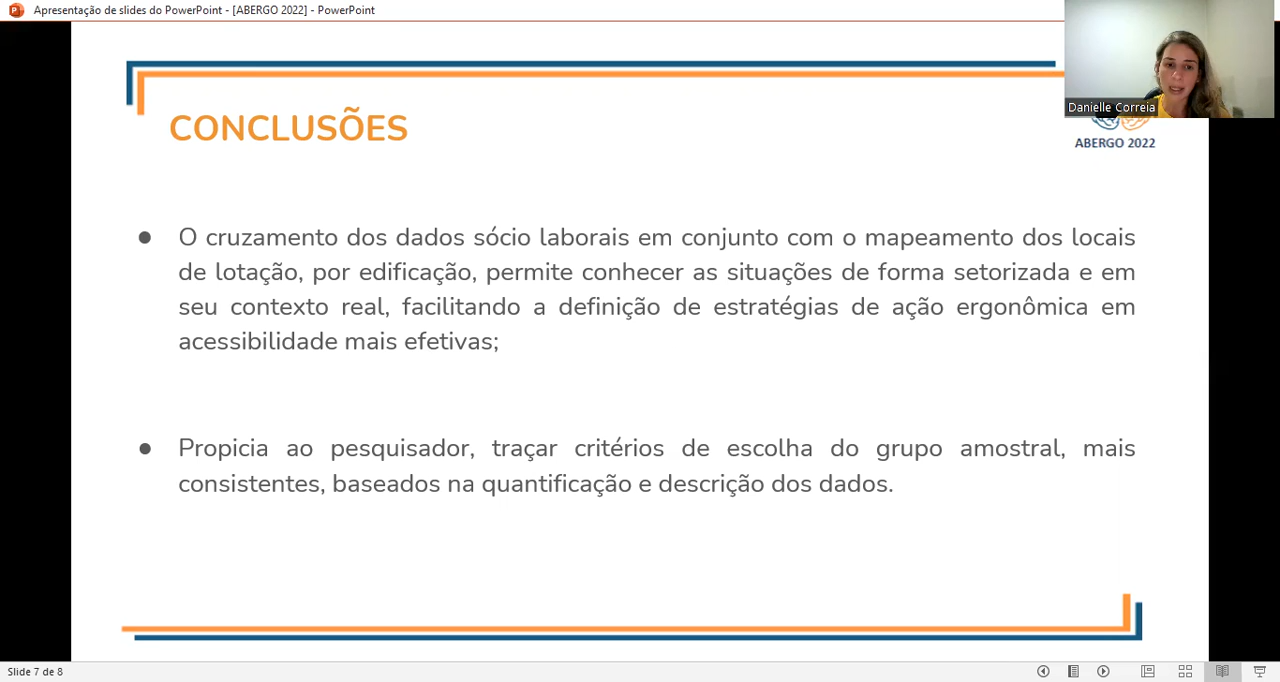 Apresentação de slides do PowerPoint - [ABERGO 2022] - PowerPoint
Danielle Correia
CONCLUSÕES
ABERGO 2022
● O cruzamento dos dados sócio laborais em conjunto com o mapeamento dos locais
de lotação, por edificação, permite conhecer as situações de forma setorizada e em
seu contexto real, facilitando a definição de estratégias de ação ergonômica em
acessibilidade mais efetivas;
● Propicia ao pesquisador, traçar critérios de escolha do grupo amostral, mais
consistentes, baseados na quantificação e descrição dos dados.
Slide 7 de 8